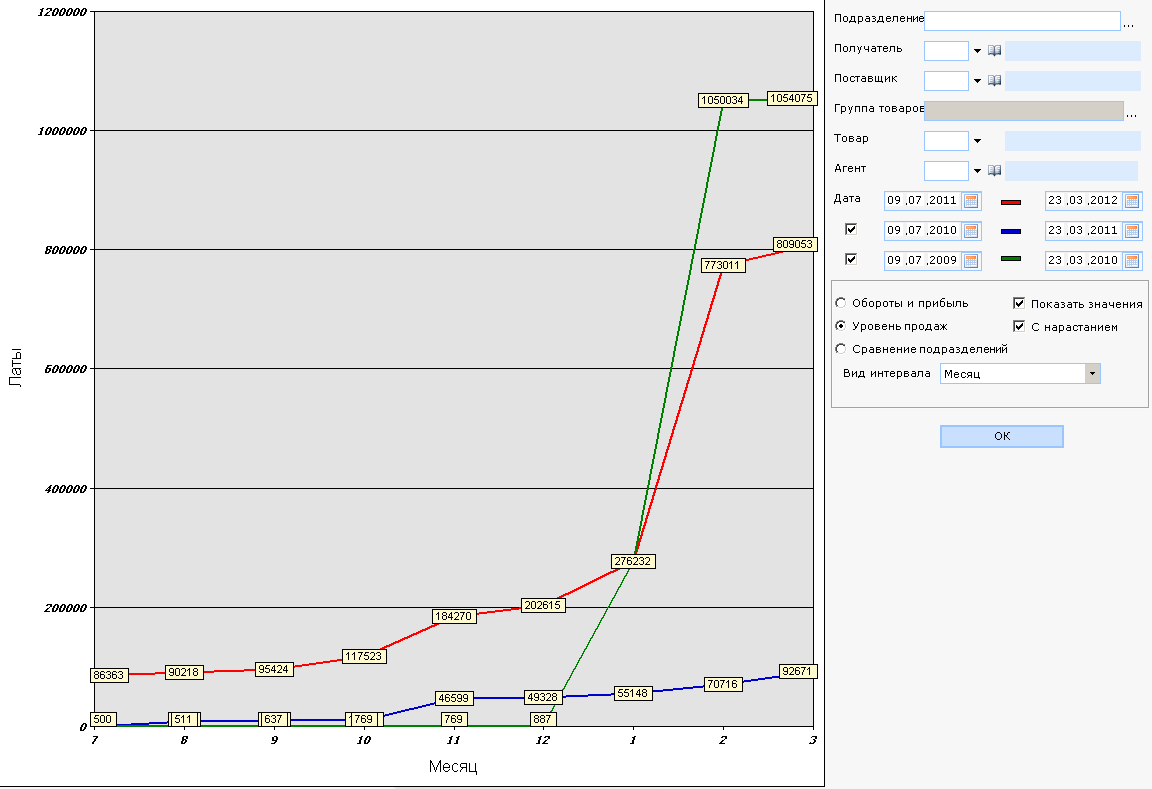 1200000
1000000
800000
600000
400000
200000
0
Латы
1050034
1054075
809053
773011
276232
202615
184270
117523
95424
90218
86363
92671
70716
55148
49328
46599
500
511
637
769
769
887
7 8 9 10 11 12 1 2 3
Месяц
Подразделение ...
Получатель
Поставщик
Группа товаров ...
Товар
Агент
Дата 09 ,07 ,2011 23 ,03 ,2012
09 ,07 ,2010 23 ,03 ,2011
09 ,07 ,2009 23 ,03 ,2010
Обороты и прибыль Показать значения
Уровень продаж С нарастанием
Сравнение подразделений
Вид интервала Месяц
ОК